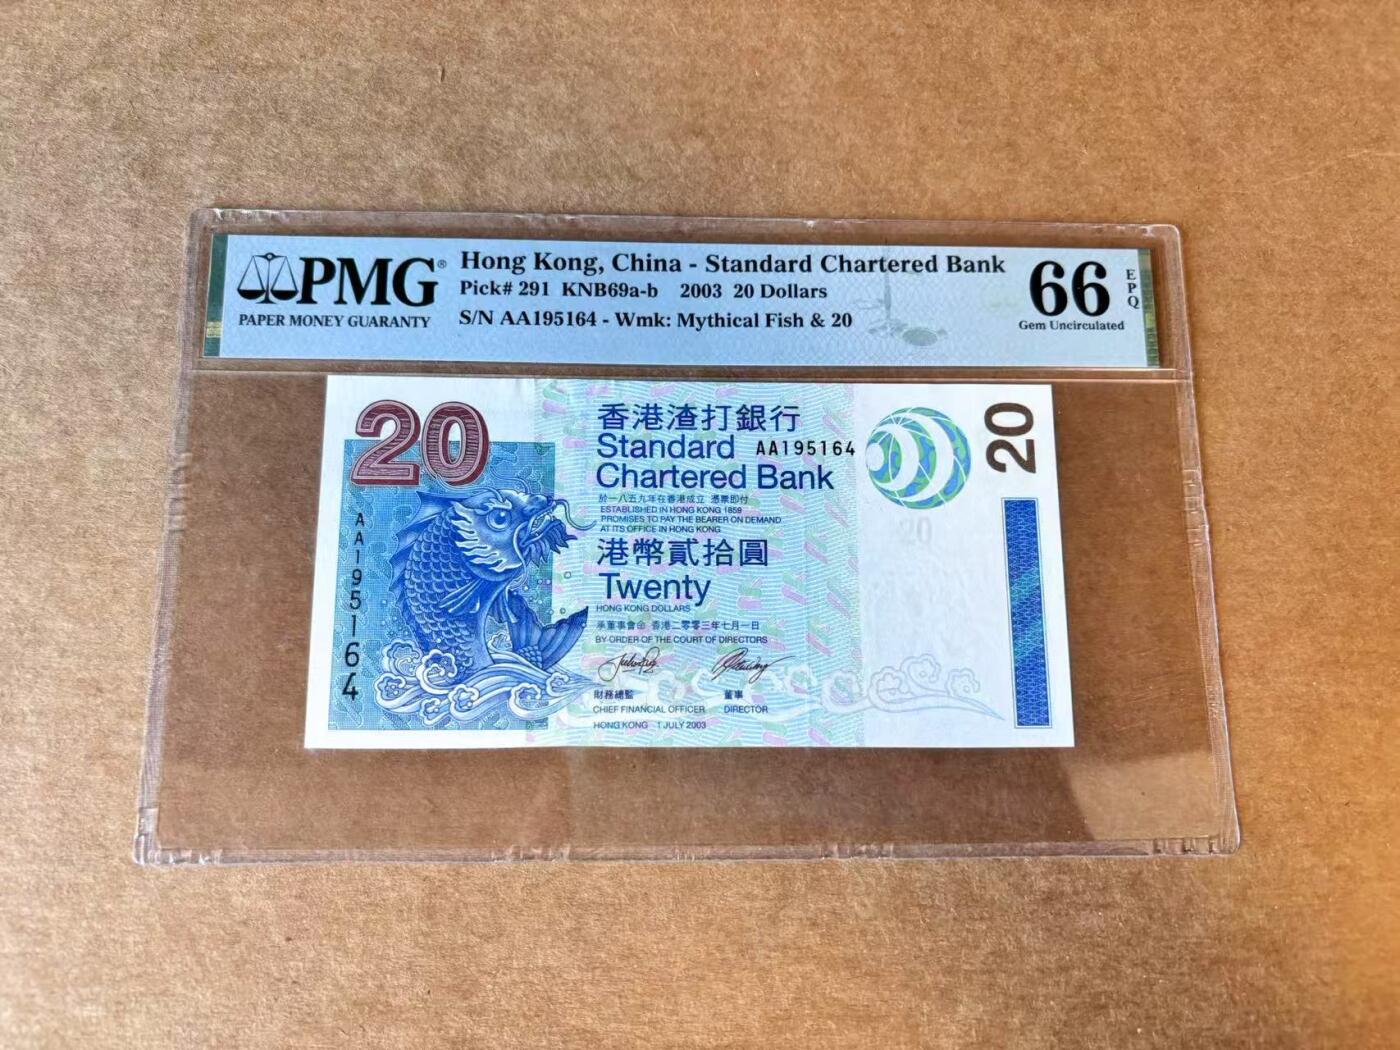 PMG®
PAPER MONEY GUARANTY
Hong Kong, China - Standard Chartered Bank
Pick# 291 KNB69a-b 2003 20 Dollars
S/N AA195164 - Wmk: Mythical Fish & 20
66 EPQ
Gem Uncirculated
20
香港渣打銀行
Standard
Chartered Bank
AA195164
20
於一八五九年在香港成立 憑票即付
ESTABLISHED IN HONG KONG 1859
PROMISES TO PAY THE BEARER ON DEMAND
AT ITS OFFICE IN HONG KONG
港幣貳拾圓
Twenty
HONG KONG DOLLARS
承董事會命 香港二零零三年七月一日
BY ORDER OF THE COURT OF DIRECTORS
財務總監 董事
CHIEF FINANCIAL OFFICER DIRECTOR
HONG KONG 1 JULY 2003
AA195164